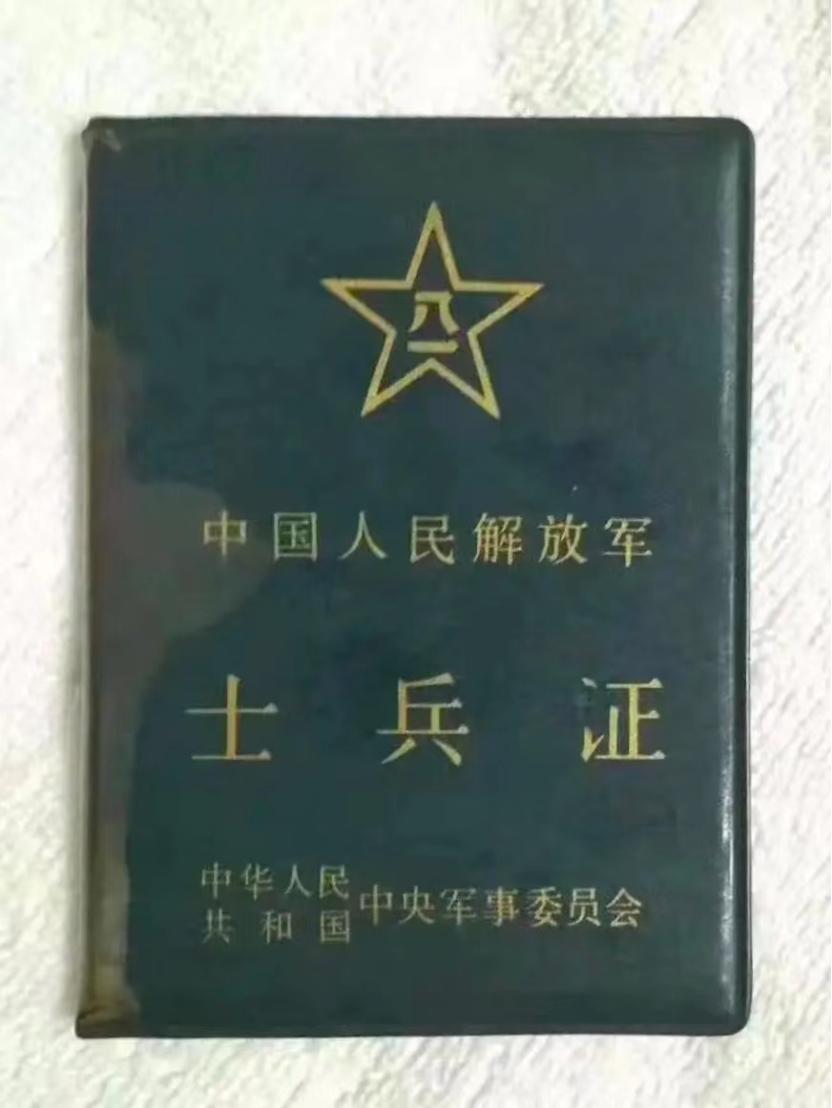 八一
中国人民解放军
士兵证
中华人民
共和国
中央军事委员会